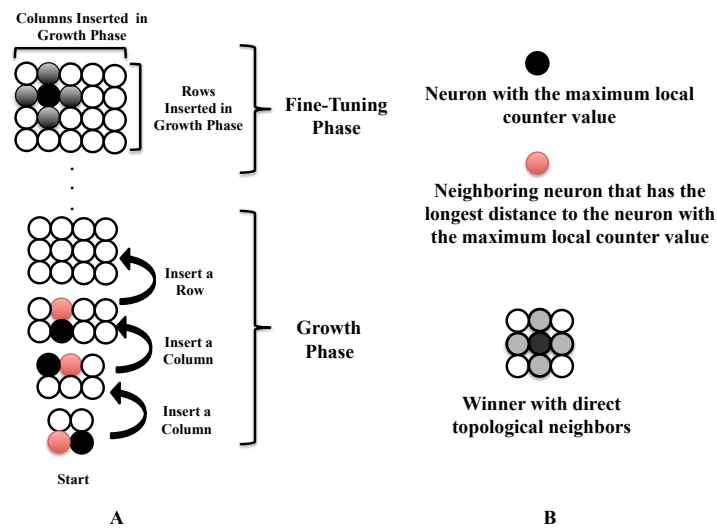 Columns Inserted in
Growth Phase
Rows
Inserted in
Growth Phase
Fine-Tuning
Phase
Insert a
Row
Insert a
Column
Insert a
Column
Growth
Phase
Start
A
Neuron with the maximum local
counter value
Neighboring neuron that has the
longest distance to the neuron with
the maximum local counter value
Winner with direct
topological neighbors
B